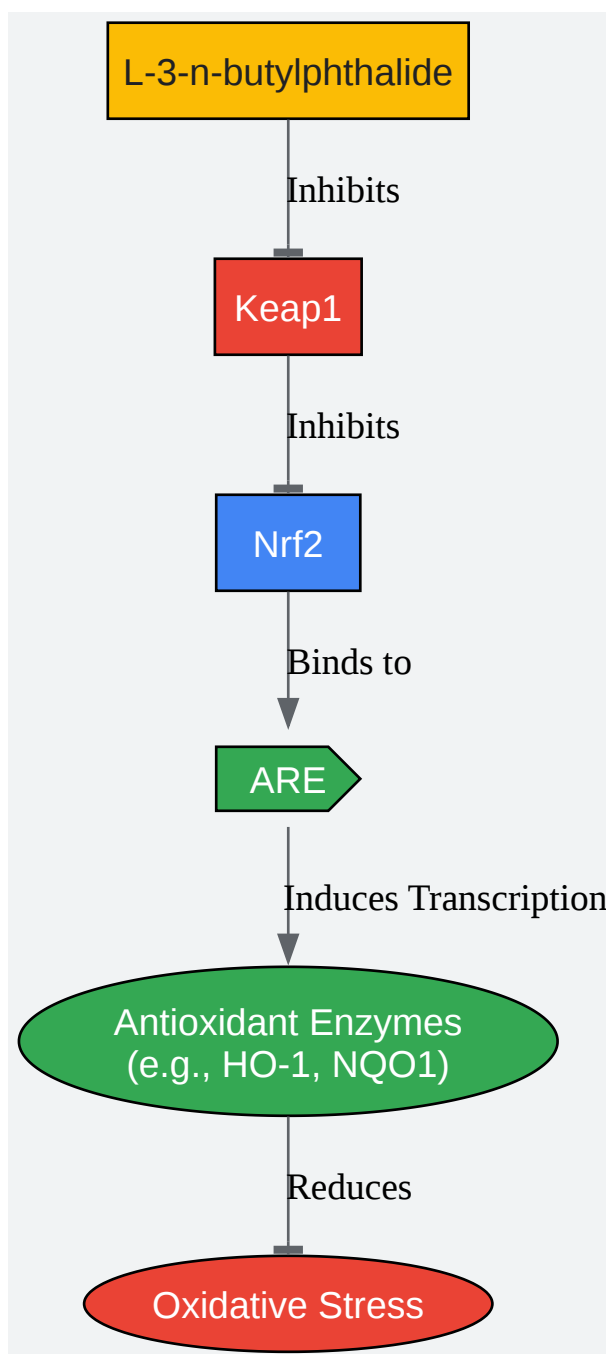 L-3-n-butylphthalide
Inhibits
Keap1
Inhibits
Nrf2
Binds to
ARE
Induces Transcription
Antioxidant Enzymes
(e.g., HO-1, NQO1)
Reduces
Oxidative Stress